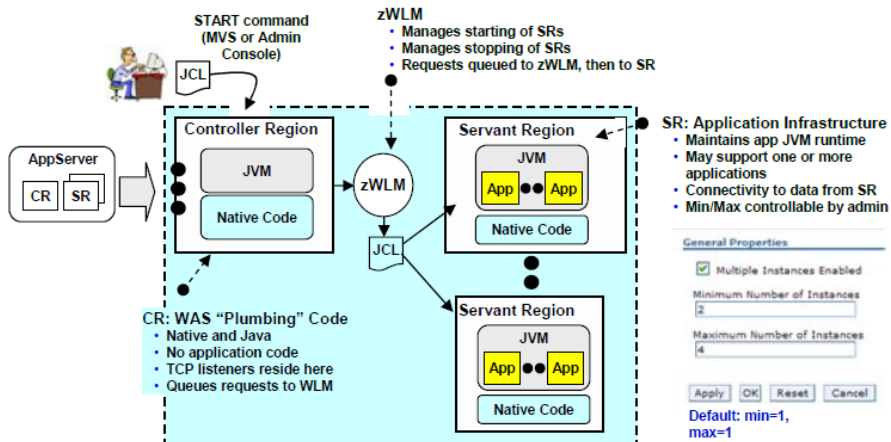 START command
(MVS or Admin
Console)
JCL
zWLM
• Manages starting of SRs
• Manages stopping of SRs
• Requests queued to zWLM, then to SR
AppServer
CR
SR
Controller Region
JVM
Native Code
zWLM
JCL
Servant Region
JVM
App
App
Native Code
Servant Region
JVM
App
App
Native Code
CR: WAS “Plumbing” Code
• Native and Java
• No application code
• TCP listeners reside here
• Queues requests to WLM
SR: Application Infrastructure
• Maintains app JVM runtime
• May support one or more
applications
• Connectivity to data from SR
• Min/Max controllable by admin
General Properties
Multiple Instances Enabled
Minimum Number of Instances
2
Maximum Number of Instances
4
Apply
OK
Reset
Cancel
Default: min=1,
max=1